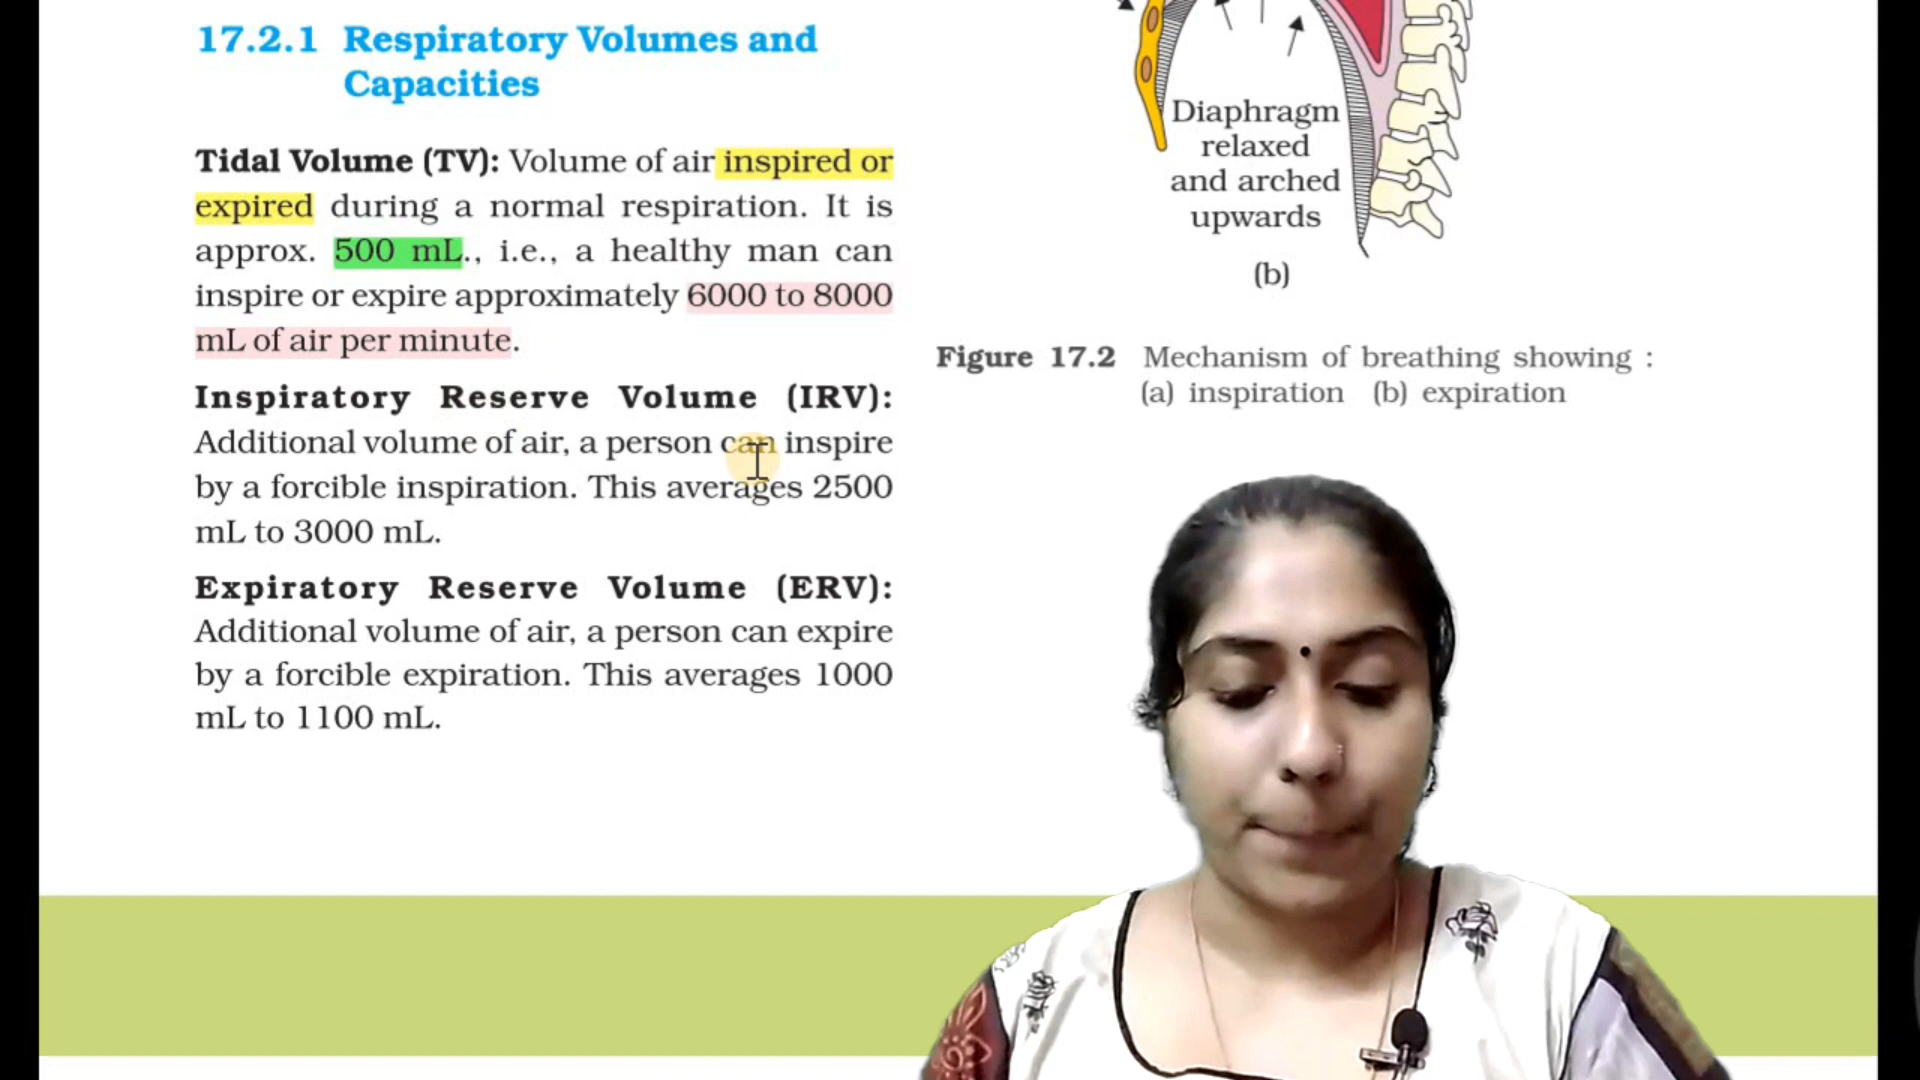 17.2.1 Respiratory Volumes and
Capacities
Tidal Volume (TV): Volume of air inspired or
expired during a normal respiration. It is
approx. 500 mL., i.e., a healthy man can
inspire or expire approximately 6000 to 8000
mL of air per minute.
Inspiratory Reserve Volume (IRV):
Additional volume of air, a person can inspire
by a forcible inspiration. This averages 2500
mL to 3000 mL.
Expiratory Reserve Volume (ERV):
Additional volume of air, a person can expire
by a forcible expiration. This averages 1000
mL to 1100 mL.
Diaphragm
relaxed
and arched
upwards
(b)
Figure 17.2 Mechanism of breathing showing :
(a) inspiration (b) expiration